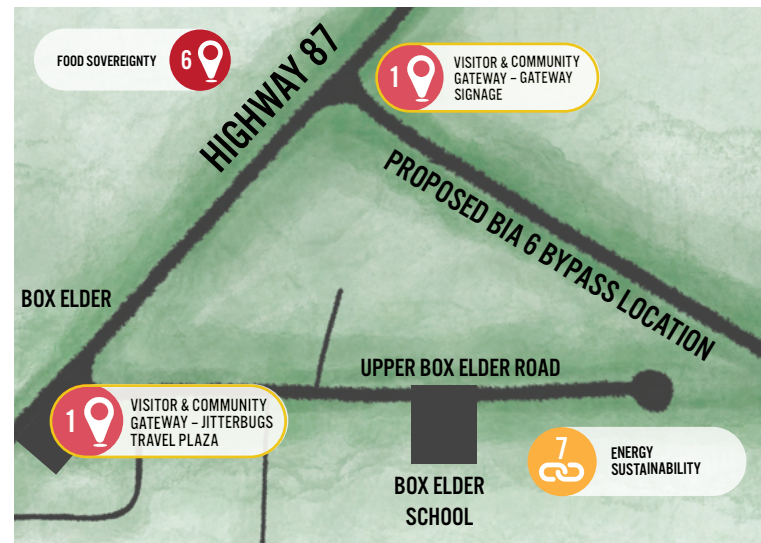 FOOD SOVEREIGNTY
6
HIGHWAY 87
1
VISITOR & COMMUNITY
GATEWAY – GATEWAY
SIGNAGE
PROPOSED BIA 6 BYPASS LOCATION
BOX ELDER
UPPER BOX ELDER ROAD
1
VISITOR & COMMUNITY
GATEWAY – JITTERBUGS
TRAVEL PLAZA
BOX ELDER
SCHOOL
7
ENERGY
SUSTAINABILITY